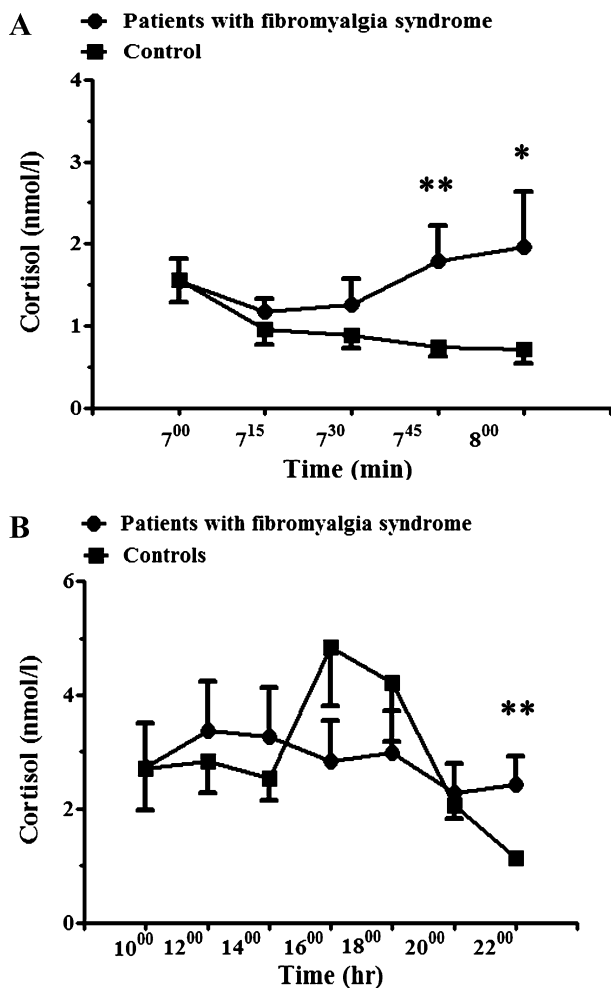 A
Patients with fibromyalgia syndrome
Control
4
3
2
1
0
Cortisol (nmol/l)
**
*
7⁰⁰ 7¹⁵ 7³⁰ 7⁴⁵ 8⁰⁰
Time (min)
B
Patients with fibromyalgia syndrome
Controls
6
4
2
0
Cortisol (nmol/l)
**
10⁰⁰ 12⁰⁰ 14⁰⁰ 16⁰⁰ 18⁰⁰ 20⁰⁰ 22⁰⁰
Time (hr)